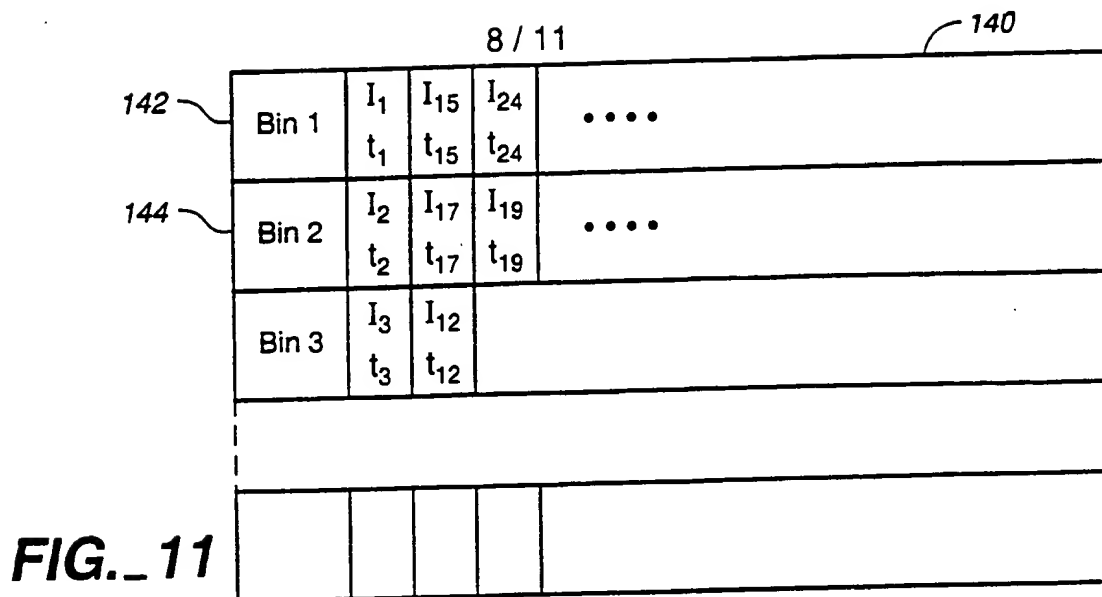 8 / 11
140
142
Bin 1 I₁ I₁₅ I₂₄ ••••
t₁ t₁₅ t₂₄
144
Bin 2 I₂ I₁₇ I₁₉ ••••
t₂ t₁₇ t₁₉
Bin 3 I₃ I₁₂
t₃ t₁₂
FIG._11